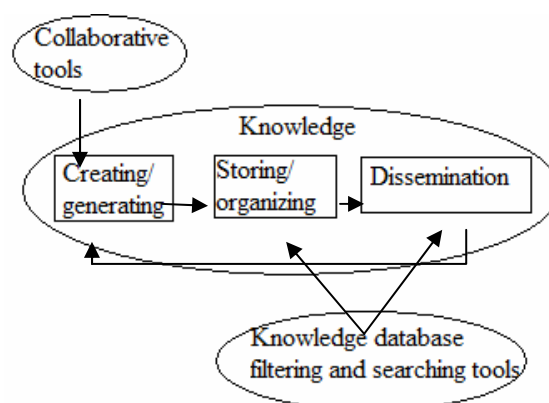 Collaborative
tools
Knowledge
Creating/
generating
Storing/
organizing
Dissemination
Knowledge database
filtering and searching tools